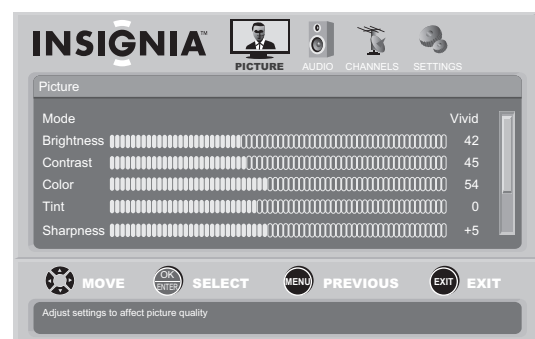 INSIGNIA™
PICTURE AUDIO CHANNELS SETTINGS
Picture
Mode Vivid
Brightness 42
Contrast 45
Color 54
Tint 0
Sharpness +5
MOVE OK ENTER SELECT MENU PREVIOUS EXIT EXIT
Adjust settings to affect picture quality